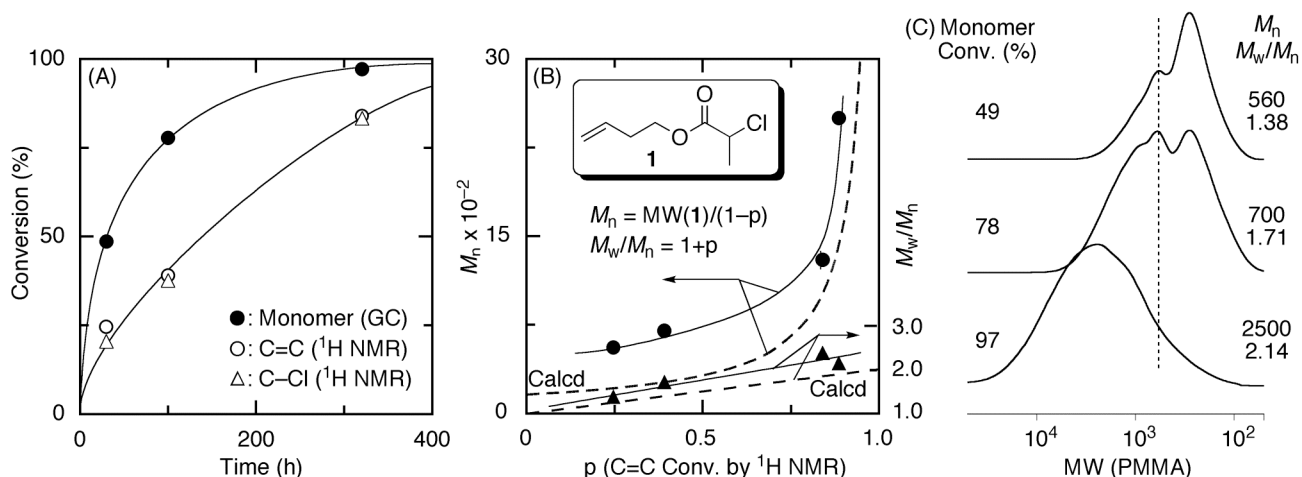 (A)
100
50
0
Conversion (%)
0
200
400
Time (h)
●: Monomer (GC)
○: C=C (¹H NMR)
△: C–Cl (¹H NMR)
(B)
30
15
0
Mn × 10⁻²
O
O
Cl
1
Mn = MW(1)/(1–p)
Mw/Mn = 1+p
Calcd
Calcd
3.0
2.0
1.0
Mw/Mn
0
0.5
1.0
p (C=C Conv. by ¹H NMR)
(C) Monomer
Conv. (%)
Mn
Mw/Mn
49
560
1.38
78
700
1.71
97
2500
2.14
10⁴
10³
10²
MW (PMMA)